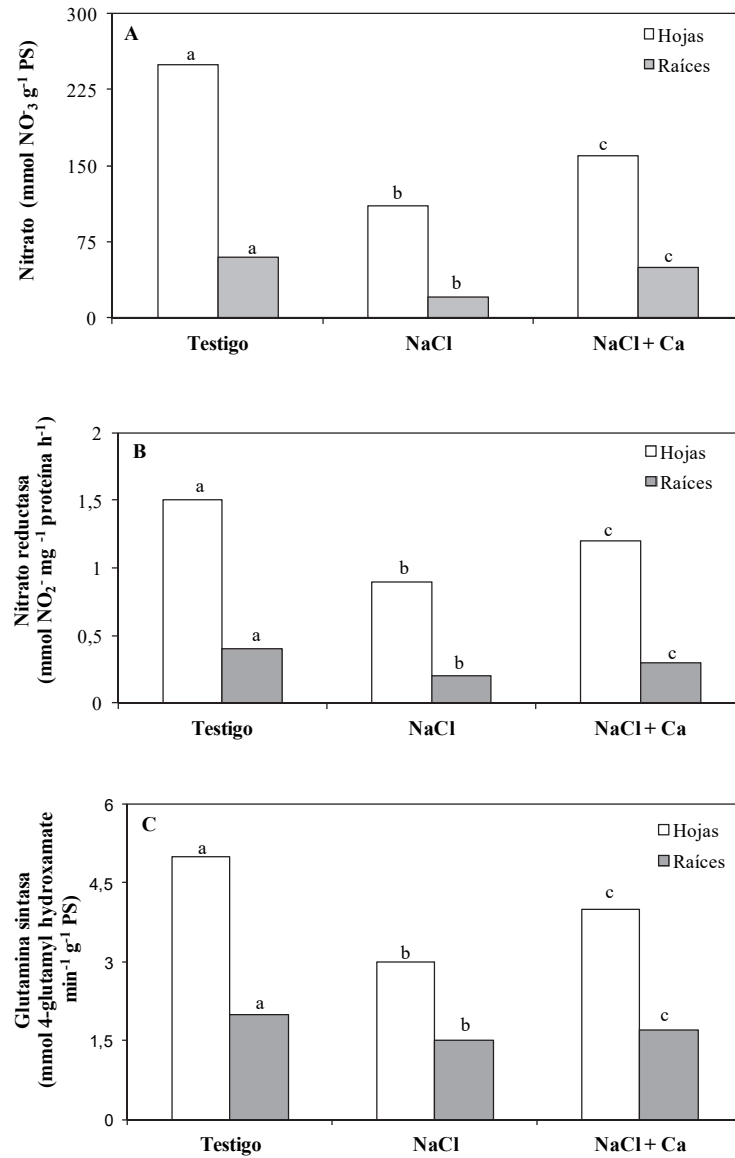 A
Nitrato (mmol NO⁻₃ g⁻¹ PS)
300
225
150
75
0
Hojas
Raíces
a
a
b
b
c
c
Testigo
NaCl
NaCl + Ca
B
Nitrato reductasa
(mmol NO₂⁻ mg ⁻¹ proteína h⁻¹)
2
1,5
1
0,5
0
Hojas
Raíces
a
a
b
b
c
c
Testigo
NaCl
NaCl + Ca
C
Glutamina sintasa
(mmol 4-glutamyl hydroxamate
min⁻¹ g⁻¹ PS)
6
4,5
3
1,5
0
Hojas
Raíces
a
a
b
b
c
c
Testigo
NaCl
NaCl + Ca